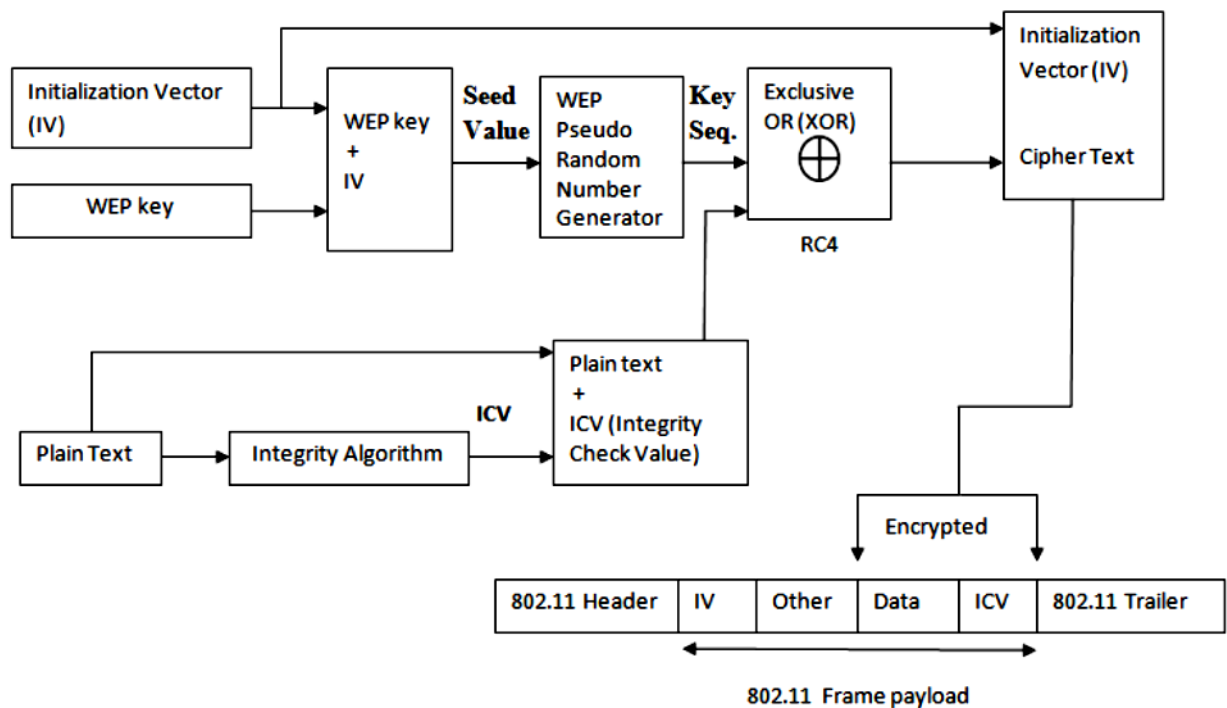 Initialization Vector
(IV)
WEP key
WEP key
+
IV
Seed
Value
WEP
Pseudo
Random
Number
Generator
Key
Seq.
Exclusive
OR (XOR)
RC4
Initialization
Vector (IV)
Cipher Text
Plain Text
Integrity Algorithm
ICV
Plain text
+
ICV (Integrity
Check Value)
Encrypted
802.11 Header IV Other Data ICV 802.11 Trailer
802.11 Frame payload